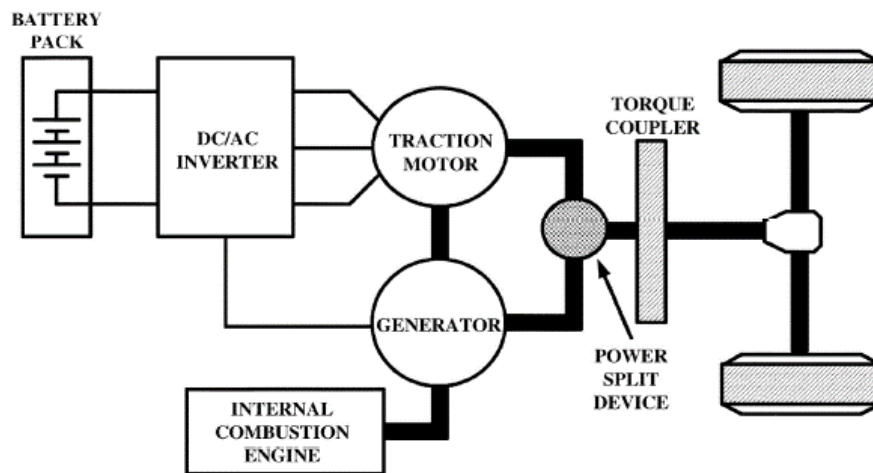 BATTERY
PACK
DC/AC
INVERTER
TRACTION
MOTOR
TORQUE
COUPLER
GENERATOR
POWER
SPLIT
DEVICE
INTERNAL
COMBUSTION
ENGINE